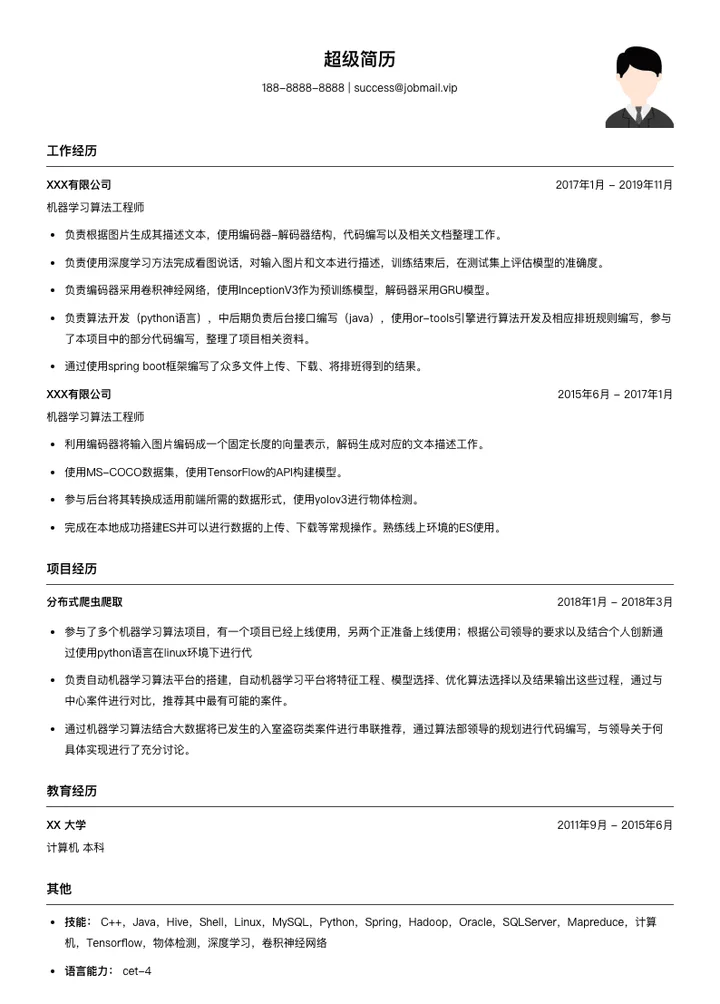 超级简历
188-8888-8888 | success@jobmail.vip
工作经历
XXX有限公司 2017年1月 - 2019年11月
机器学习算法工程师
• 负责根据图片生成其描述文本，使用编码器-解码器结构，代码编写以及相关文档整理工作。
• 负责使用深度学习方法完成看图说话，对输入图片和文本进行描述，训练结束后，在测试集上评估模型的准确度。
• 负责编码器采用卷积神经网络，使用InceptionV3作为预训练模型，解码器采用GRU模型。
• 负责算法开发（python语言），中后期负责后台接口编写（java），使用or-tools引擎进行算法开发及相应排班规则编写，参与
了本项目中的部分代码编写，整理了项目相关资料。
• 通过使用spring boot框架编写了众多文件上传、下载、将排班得到的结果。
XXX有限公司 2015年6月 - 2017年1月
机器学习算法工程师
• 利用编码器将输入图片编码成一个固定长度的向量表示，解码生成对应的文本描述工作。
• 使用MS-COCO数据集，使用TensorFlow的API构建模型。
• 参与后台将其转换成适用前端所需的数据形式，使用yolov3进行物体检测。
• 完成在本地成功搭建ES并可以进行数据的上传、下载等常规操作。熟练线上环境的ES使用。
项目经历
分布式爬虫爬取 2018年1月 - 2018年3月
• 参与了多个机器学习算法项目，有一个项目已经上线使用，另两个正准备上线使用；根据公司领导的要求以及结合个人创新通
过使用python语言在linux环境下进行代
• 负责自动机器学习算法平台的搭建，自动机器学习平台将特征工程、模型选择、优化算法选择以及结果输出这些过程，通过与
中心案件进行对比，推荐其中最有可能的案件。
• 通过机器学习算法结合大数据将已发生的入室盗窃类案件进行串联推荐，通过算法部领导的规划进行代码编写，与领导关于何
具体实现进行了充分讨论。
教育经历
XX 大学 2011年9月 - 2015年6月
计算机 本科
其他
• 技能： C++，Java，Hive，Shell，Linux，MySQL，Python，Spring，Hadoop，Oracle，SQLServer，Mapreduce，计算
机，Tensorflow，物体检测，深度学习，卷积神经网络
• 语言能力： cet-4